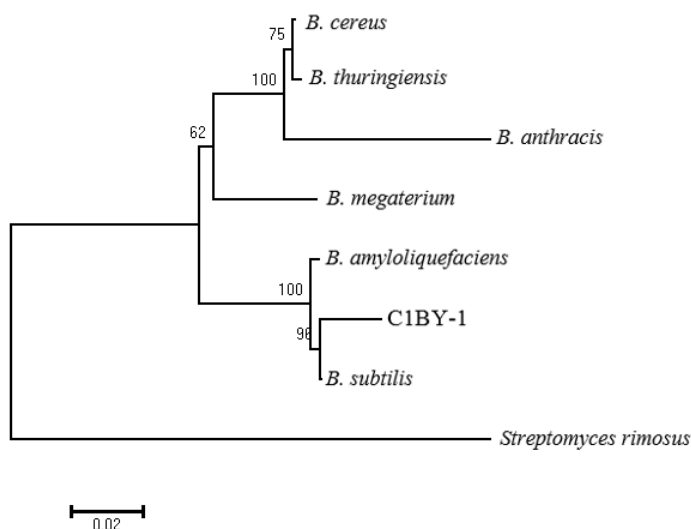 B. cereus
75
B. thuringiensis
100
B. anthracis
62
B. megaterium
B. amyloliquefaciens
100
C1BY-1
96
B. subtilis
Streptomyces rimosus
0.02